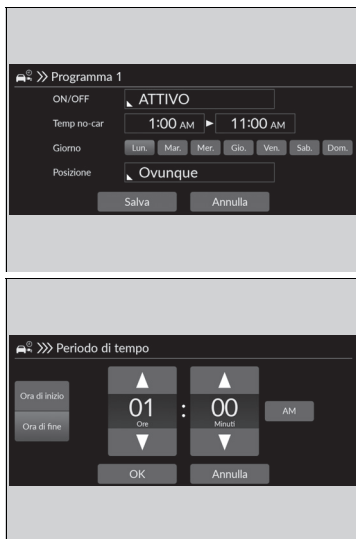 Programma 1
ON/OFF ATTIVO
Temp no-car 1:00 AM 11:00 AM
Giorno Lun. Mar. Mer. Gio. Ven. Sab. Dom.
Posizione Ovunque
Salva Annulla
Periodo di tempo
Ora di inizio
Ora di fine
01 : 00 AM
Ore Minuti
OK Annulla